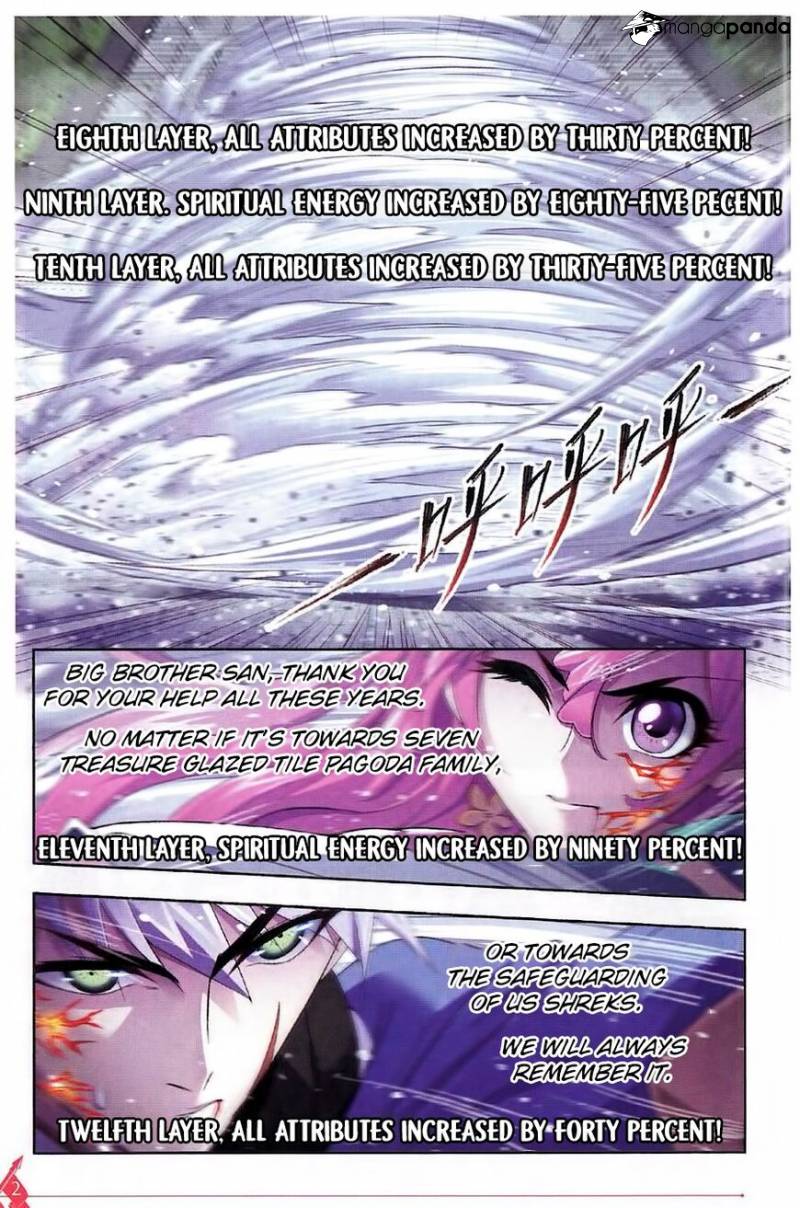 mangapanda
EIGHTH LAYER, ALL ATTRIBUTES INCREASED BY THIRTY PERCENT!
NINTH LAYER. SPIRITUAL ENERGY INCREASED BY EIGHTY-FIVE PECENT!
TENTH LAYER, ALL ATTRIBUTES INCREASED BY THIRTY-FIVE PERCENT!
呼呼呼
BIG BROTHER SAN, THANK YOU
FOR YOUR HELP ALL THESE YEARS.
NO MATTER IF IT'S TOWARDS SEVEN
TREASURE GLAZED TILE PAGODA FAMILY,
ELEVENTH LAYER, SPIRITUAL ENERGY INCREASED BY NINETY PERCENT!
OR TOWARDS
THE SAFEGUARDING
OF US SHREKS.
WE WILL ALWAYS
REMEMBER IT.
TWELFTH LAYER, ALL ATTRIBUTES INCREASED BY FORTY PERCENT!
2